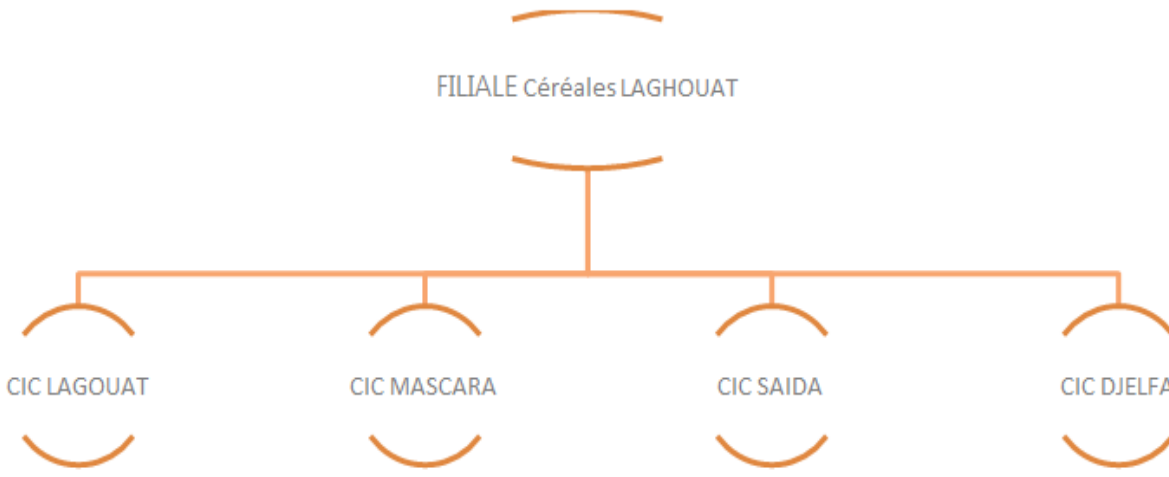 FILIALE Céréales LAGHOUAT
CIC LAGOUAT
CIC MASCARA
CIC SAIDA
CIC DJELFA